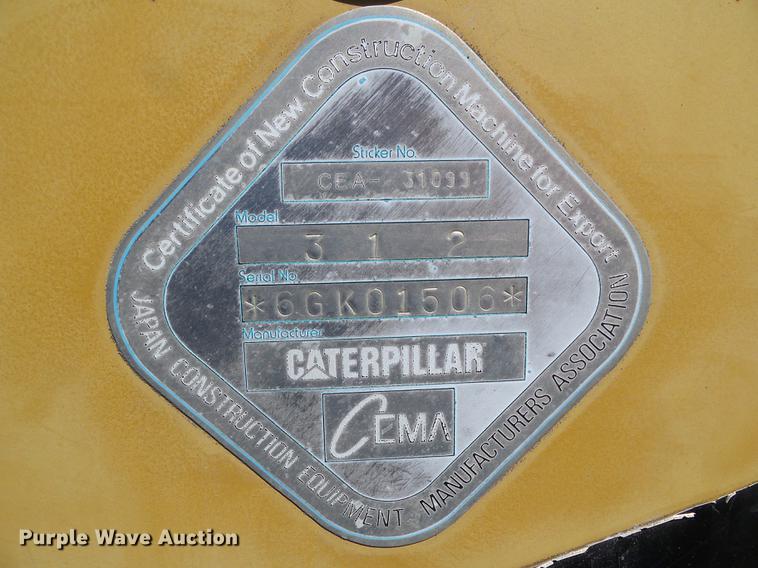 Certificate of New Construction Machine for Export
Sticker No.
CEA- 31099
Model
3 1 2
Serial No.
*6GK01506*
Manufacturer
CATERPILLAR
CEMA
JAPAN CONSTRUCTION EQUIPMENT MANUFACTURERS ASSOCIATION
Purple Wave Auction